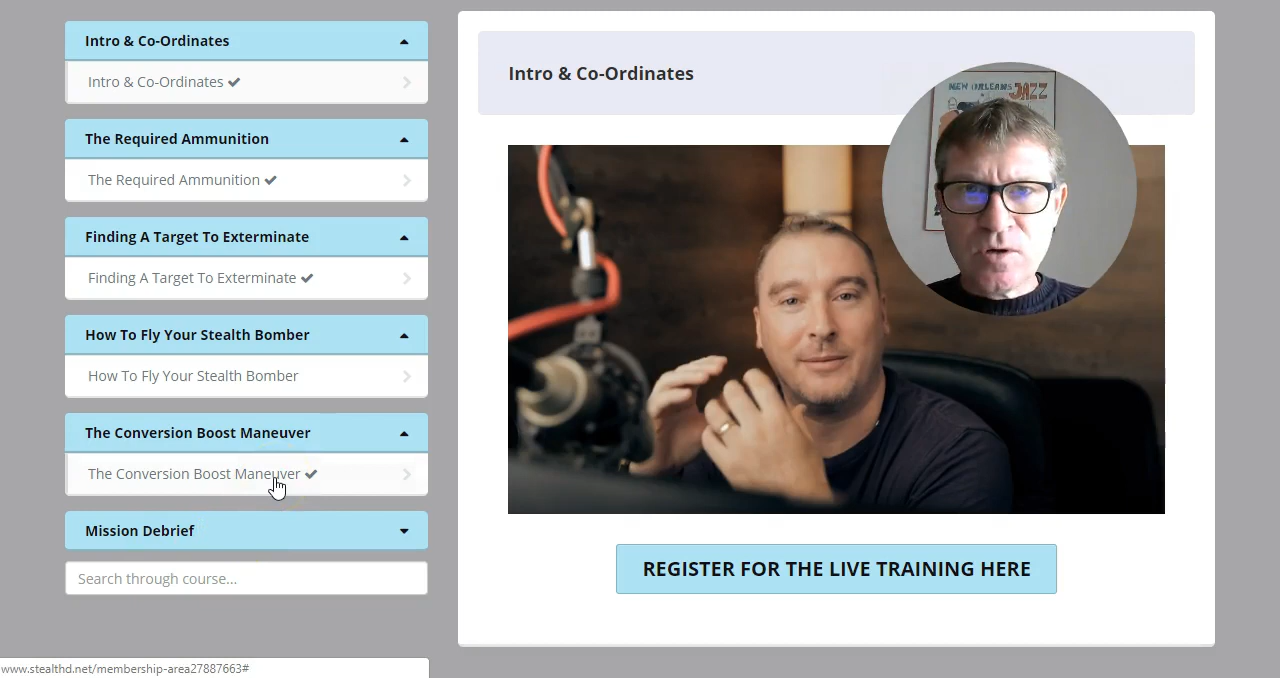 Intro & Co-Ordinates
Intro & Co-Ordinates
The Required Ammunition
The Required Ammunition
Finding A Target To Exterminate
Finding A Target To Exterminate
How To Fly Your Stealth Bomber
How To Fly Your Stealth Bomber
The Conversion Boost Maneuver
The Conversion Boost Maneuver
Mission Debrief
Search through course...
www.stealthd.net/membership-area27887663#
Intro & Co-Ordinates
NEW ORLEANS JAZZ
REGISTER FOR THE LIVE TRAINING HERE